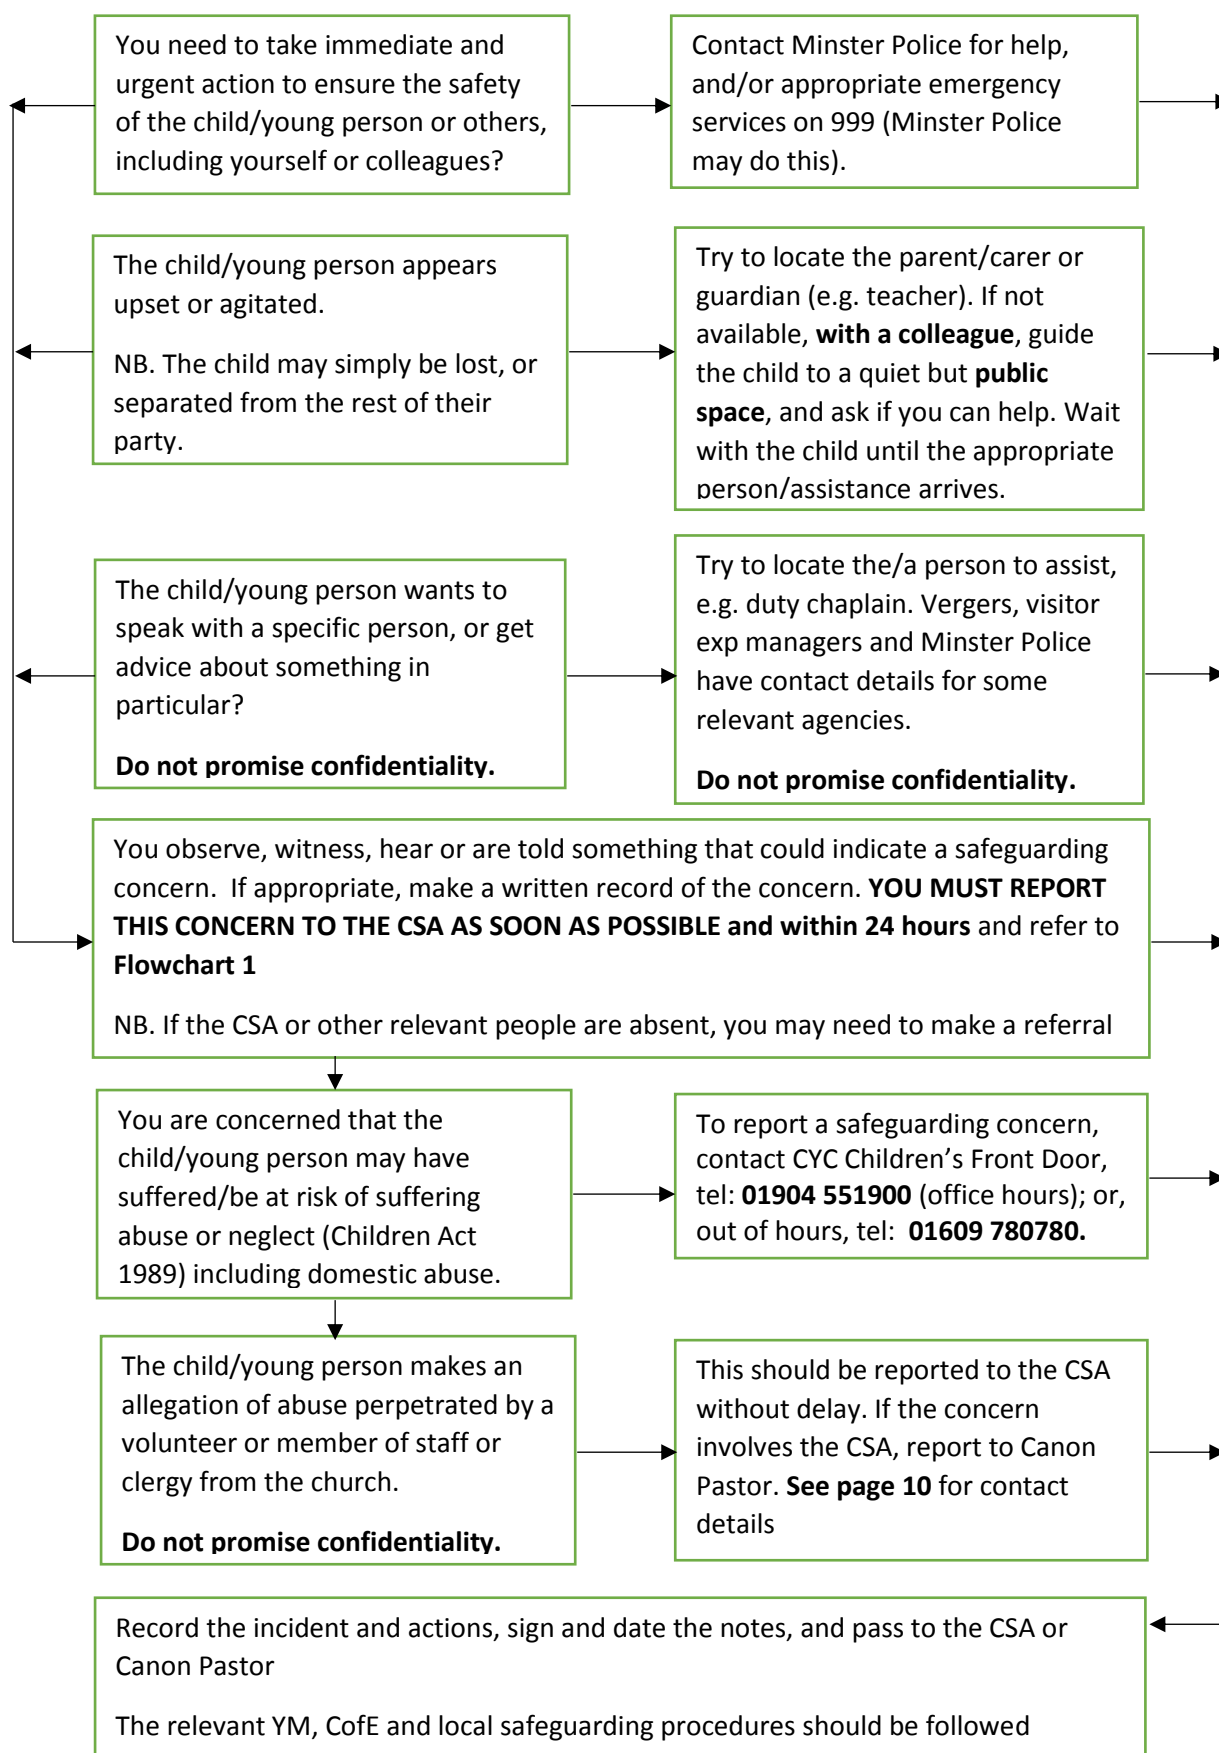 You need to take immediate and
urgent action to ensure the safety
of the child/young person or others,
including yourself or colleagues?
Contact Minster Police for help,
and/or appropriate emergency
services on 999 (Minster Police
may do this).
The child/young person appears
upset or agitated.
NB. The child may simply be lost, or
separated from the rest of their
party.
Try to locate the parent/carer or
guardian (e.g. teacher). If not
available, with a colleague, guide
the child to a quiet but public
space, and ask if you can help. Wait
with the child until the appropriate
person/assistance arrives.
The child/young person wants to
speak with a specific person, or get
advice about something in
particular?
Do not promise confidentiality.
Try to locate the/a person to assist,
e.g. duty chaplain. Vergers, visitor
exp managers and Minster Police
have contact details for some
relevant agencies.
Do not promise confidentiality.
You observe, witness, hear or are told something that could indicate a safeguarding
concern.  If appropriate, make a written record of the concern. YOU MUST REPORT
THIS CONCERN TO THE CSA AS SOON AS POSSIBLE and within 24 hours and refer to
Flowchart 1
NB. If the CSA or other relevant people are absent, you may need to make a referral
You are concerned that the
child/young person may have
suffered/be at risk of suffering
abuse or neglect (Children Act
1989) including domestic abuse.
To report a safeguarding concern,
contact CYC Children’s Front Door,
tel: 01904 551900 (office hours); or,
out of hours, tel:  01609 780780.
The child/young person makes an
allegation of abuse perpetrated by a
volunteer or member of staff or
clergy from the church.
Do not promise confidentiality.
This should be reported to the CSA
without delay. If the concern
involves the CSA, report to Canon
Pastor. See page 10 for contact
details
Record the incident and actions, sign and date the notes, and pass to the CSA or
Canon Pastor
The relevant YM, CofE and local safeguarding procedures should be followed